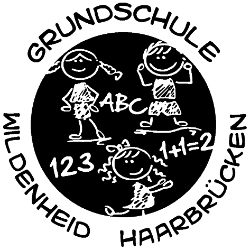 GRUNDSCHULE
WILDENHEID
HAARBRÜCKEN
ABC
123
1+1=2